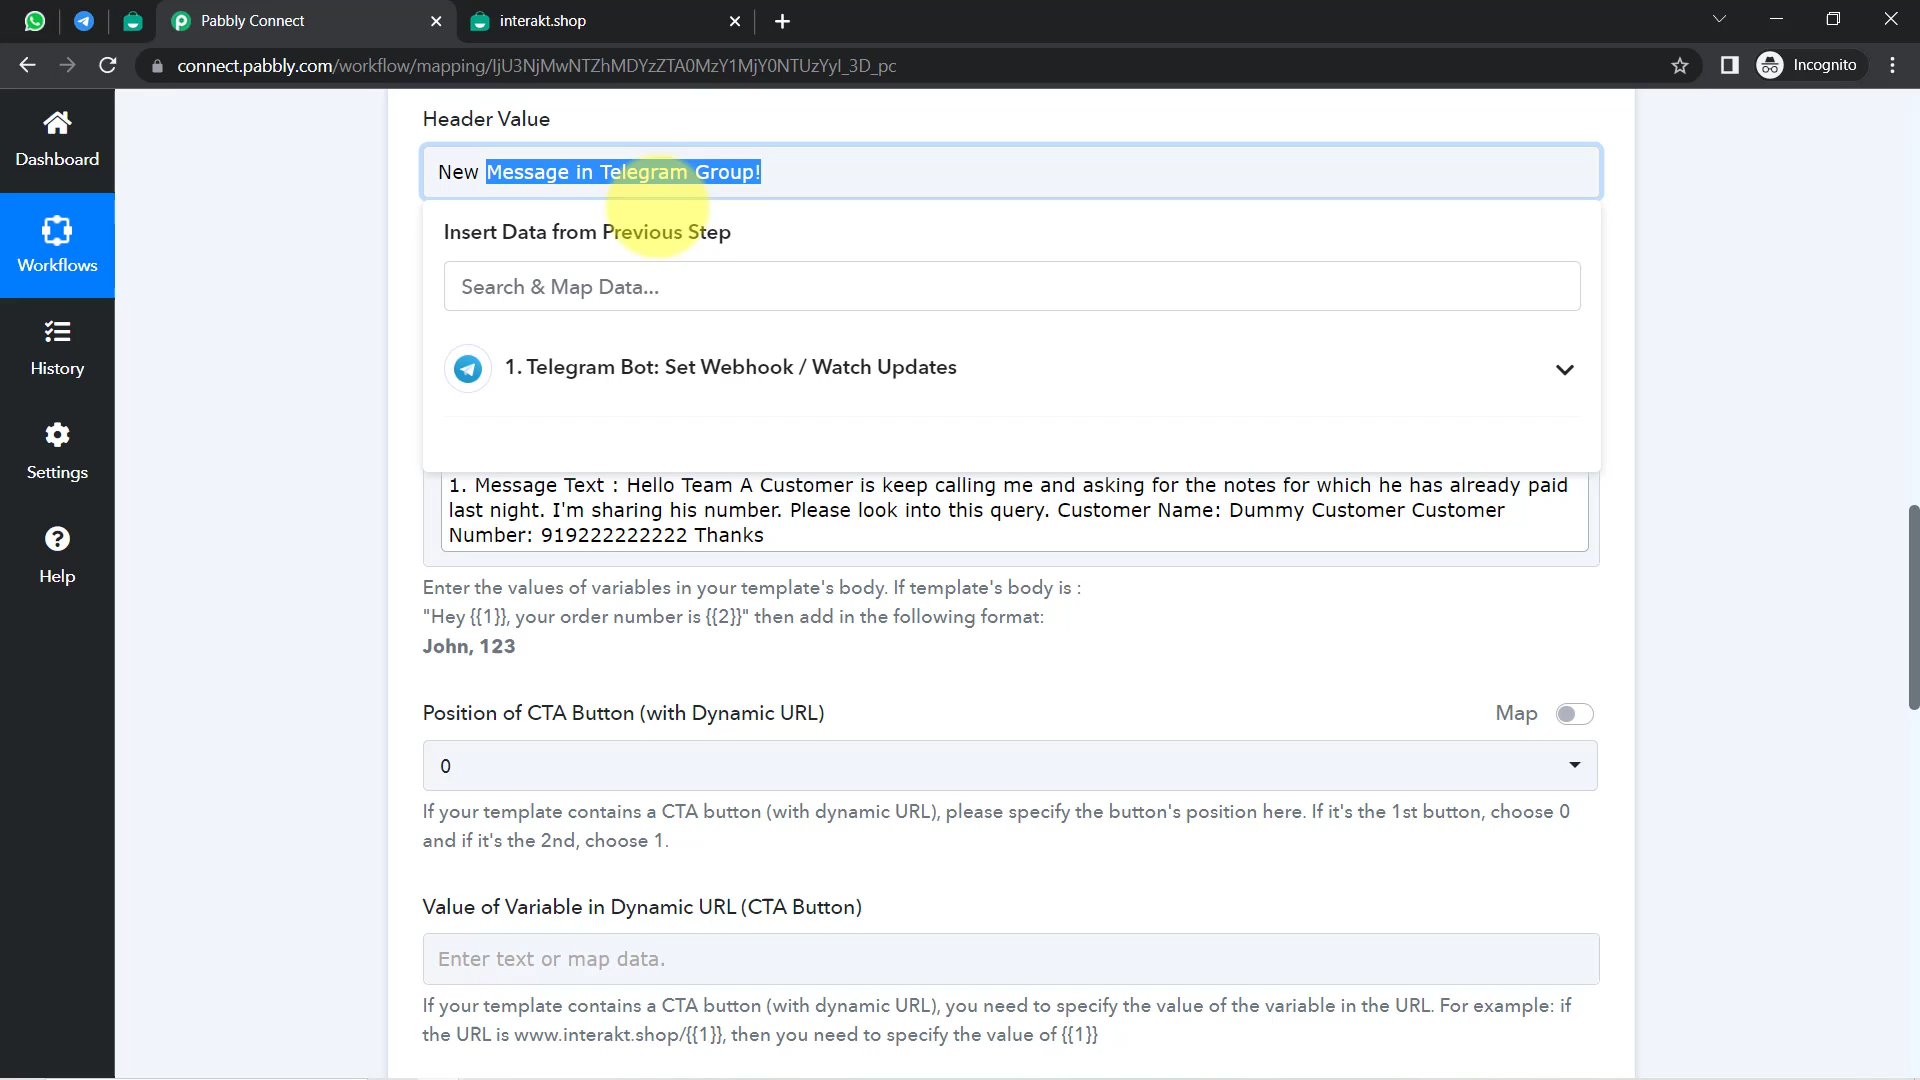 Pabbly Connect
interakt.shop
connect.pabbly.com/workflow/mapping/IjU3NjMwNTZhMDYzZTA0MzY1MjY0NTUzYyI_3D_pc
Incognito
Dashboard
Workflows
History
Settings
Help
Header Value
New Message in Telegram Group!
Insert Data from Previous Step
Search & Map Data...
1. Telegram Bot: Set Webhook / Watch Updates
1. Message Text : Hello Team A Customer is keep calling me and asking for the notes for which he has already paid
last night. I'm sharing his number. Please look into this query. Customer Name: Dummy Customer Customer
Number: 919222222222 Thanks
Enter the values of variables in your template's body. If template's body is :
"Hey {{1}}, your order number is {{2}}" then add in the following format:
John, 123
Position of CTA Button (with Dynamic URL)
Map
0
If your template contains a CTA button (with dynamic URL), please specify the button's position here. If it's the 1st button, choose 0
and if it's the 2nd, choose 1.
Value of Variable in Dynamic URL (CTA Button)
Enter text or map data.
If your template contains a CTA button (with dynamic URL), you need to specify the value of the variable in the URL. For example: if
the URL is www.interakt.shop/{{1}}, then you need to specify the value of {{1}}